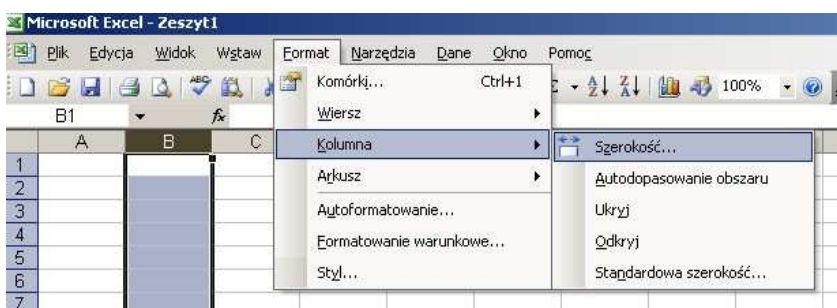 Microsoft Excel - Zeszyt1
Plik Edycja Widok Wstaw Format Narzędzia Dane Okno Pomoc
100%
B1 fx
A B C
Komórki... Ctrl+1
Wiersz
Kolumna
Arkusz
Autoformatowanie...
Formatowanie warunkowe...
Styl...
Szerokość...
Autodopasowanie obszaru
Ukryj
Odkryj
Standardowa szerokość...
1
2
3
4
5
6
7